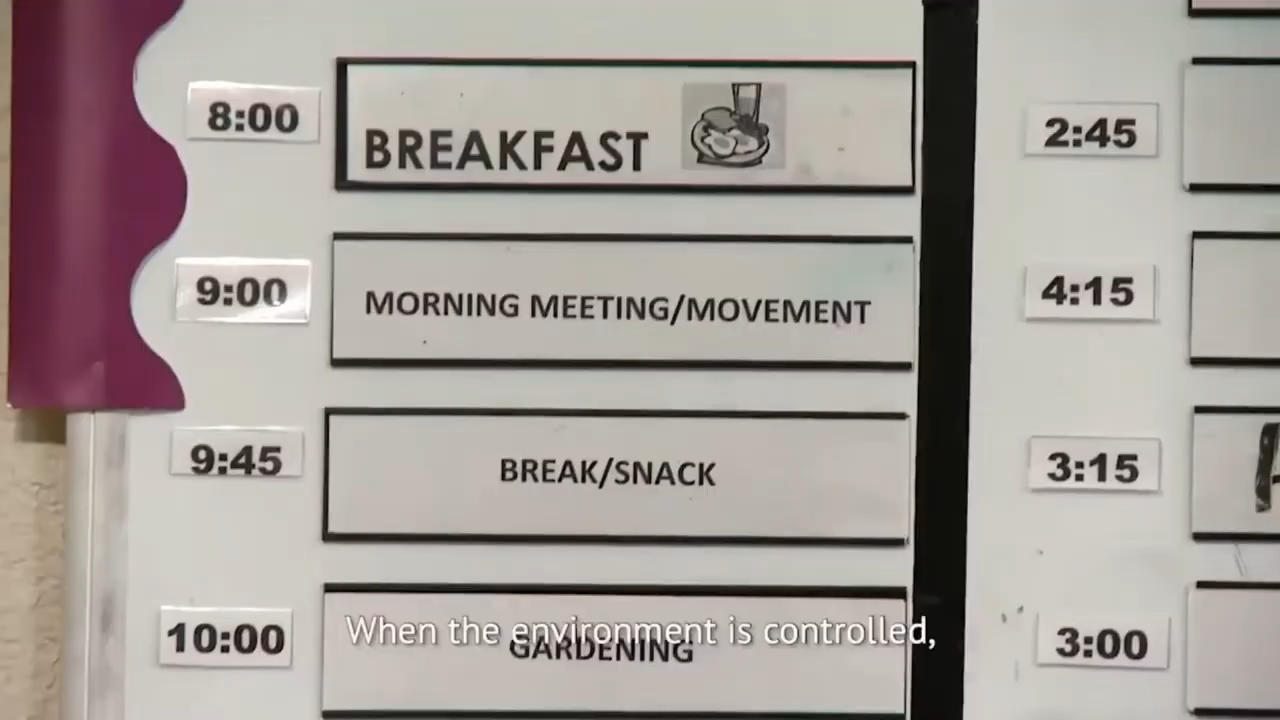 8:00 BREAKFAST
9:00 MORNING MEETING/MOVEMENT
9:45 BREAK/SNACK
10:00 GARDENING
2:45
4:15
3:15
3:00
When the environment is controlled,